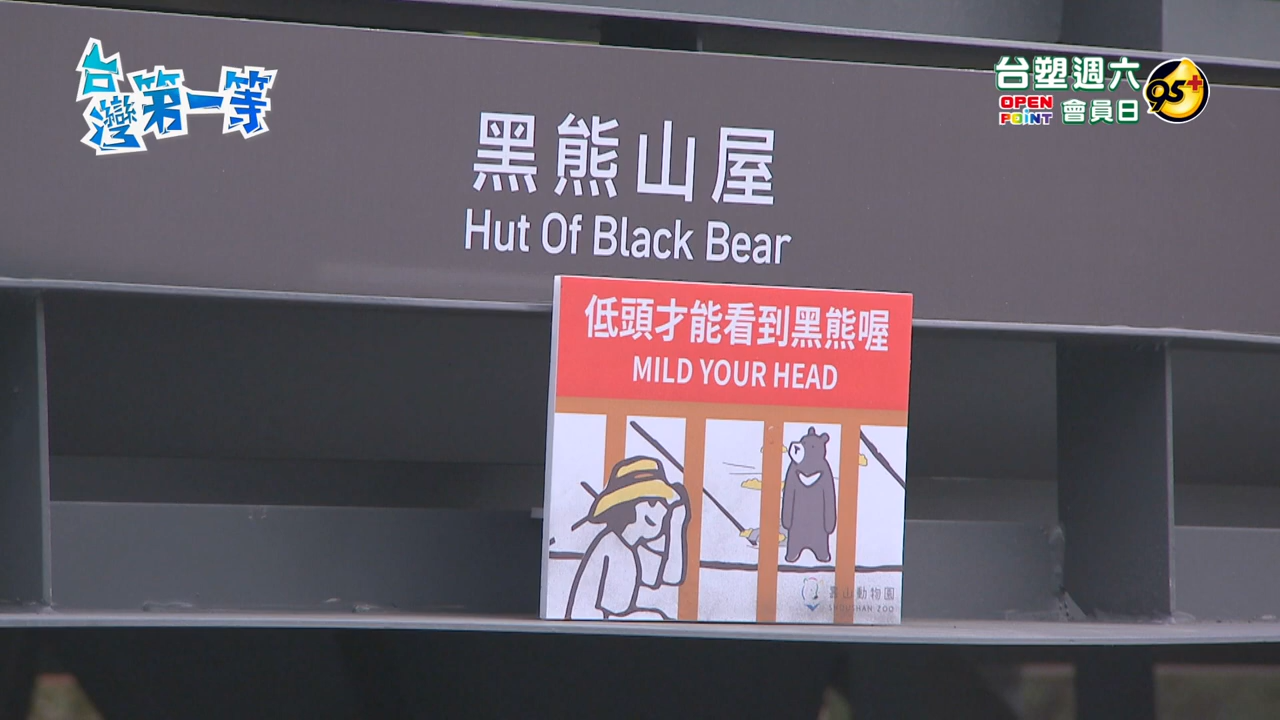 台灣第一等
台塑週六
OPEN POINT 會員日
95+
黑熊山屋
Hut Of Black Bear
低頭才能看到黑熊喔
MILD YOUR HEAD
壽山動物園
SHOUSHAN ZOO